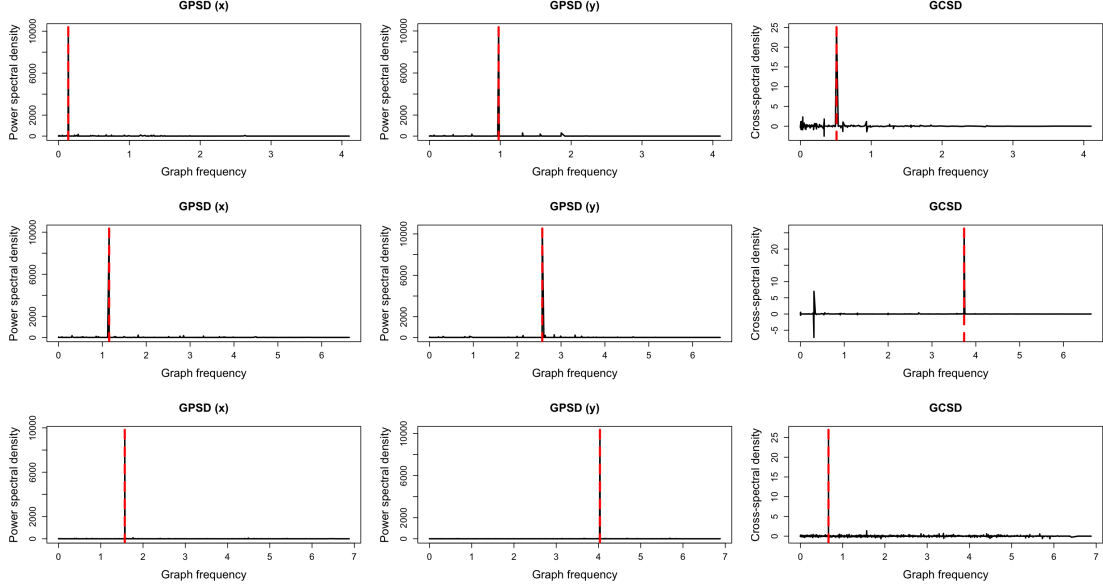 GPSD (x)
GPSD (y)
GCSD
Power spectral density
0 2000 6000 10000
0 1 2 3 4
Graph frequency
Power spectral density
0 2000 6000 10000
0 1 2 3 4
Graph frequency
Cross-spectral density
0 5 10 15 20 25
0 1 2 3 4
Graph frequency
GPSD (x)
GPSD (y)
GCSD
Power spectral density
0 2000 6000 10000
0 1 2 3 4 5 6
Graph frequency
Power spectral density
0 2000 6000 10000
0 1 2 3 4 5 6
Graph frequency
Cross-spectral density
-5 0 5 10 20
0 1 2 3 4 5 6
Graph frequency
GPSD (x)
GPSD (y)
GCSD
Power spectral density
0 2000 6000 10000
0 1 2 3 4 5 6 7
Graph frequency
Power spectral density
0 2000 6000 10000
0 1 2 3 4 5 6 7
Graph frequency
Cross-spectral density
0 5 10 15 20 25
0 1 2 3 4 5 6 7
Graph frequency